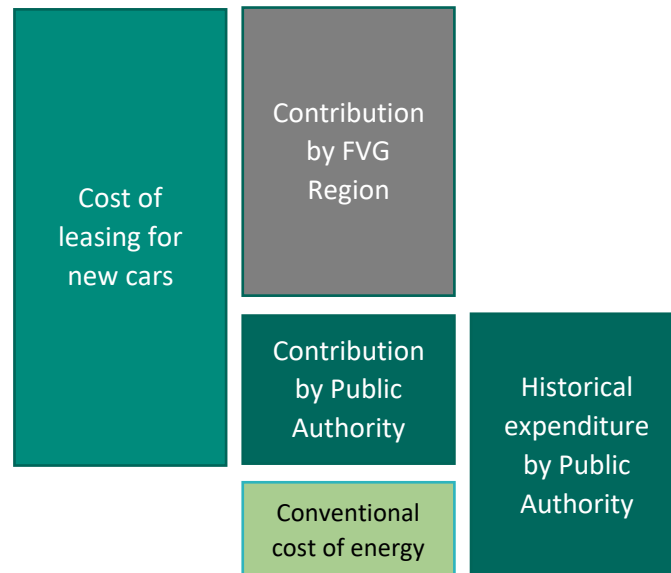 Cost of
leasing for
new cars
Contribution
by FVG
Region
Contribution
by Public
Authority
Conventional
cost of energy
Historical
expenditure
by Public
Authority